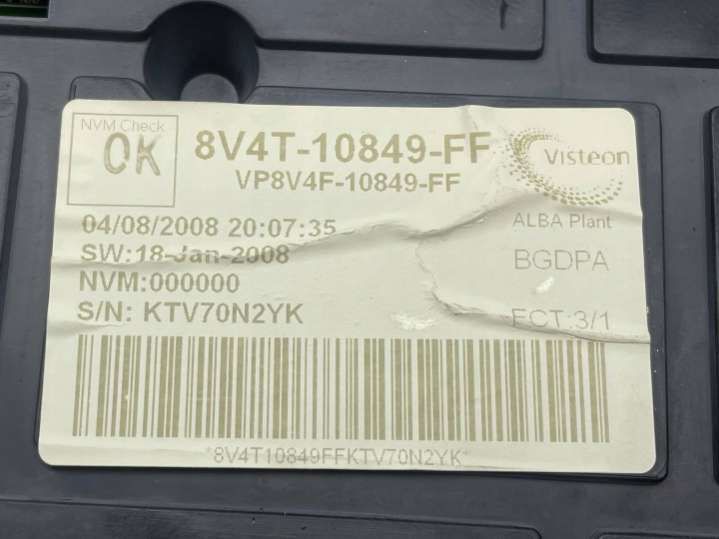 NVM Check
OK
8V4T-10849-FF
VP8V4F-10849-FF
Visteon
04/08/2008 20:07:35
ALBA Plant
SW:18-Jan-2008
BGDPA
NVM:000000
S/N: KTV70N2YK
FCT:3/1
*8V4T10849FFKTV70N2YK*